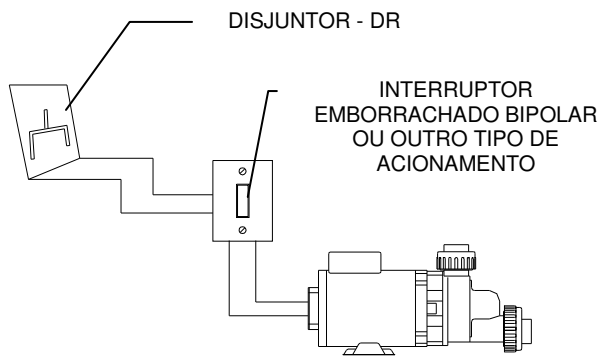 DISJUNTOR - DR
INTERRUPTOR
EMBORRACHADO BIPOLAR
OU OUTRO TIPO DE
ACIONAMENTO